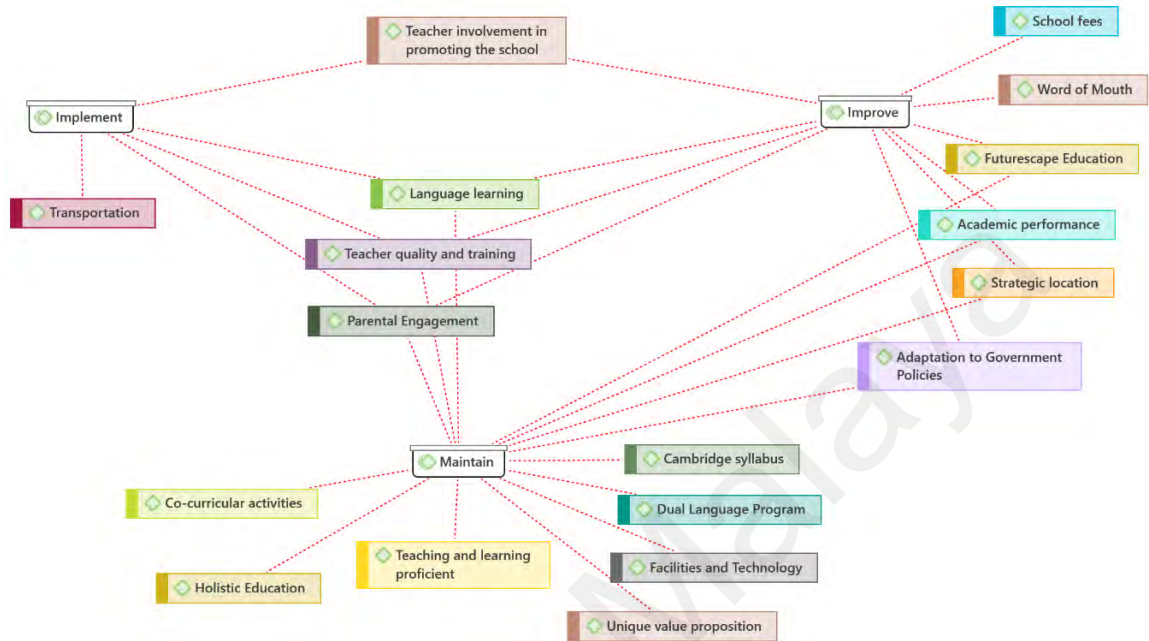 School fees
Teacher involvement in
promoting the school
Word of Mouth
Implement
Improve
Futurescape Education
Language learning
Transportation
Academic performance
Teacher quality and training
Strategic location
Parental Engagement
Adaptation to Government
Policies
Maintain
Cambridge syllabus
Co-curricular activities
Dual Language Program
Teaching and learning
proficient
Facilities and Technology
Holistic Education
Unique value proposition
Malaya